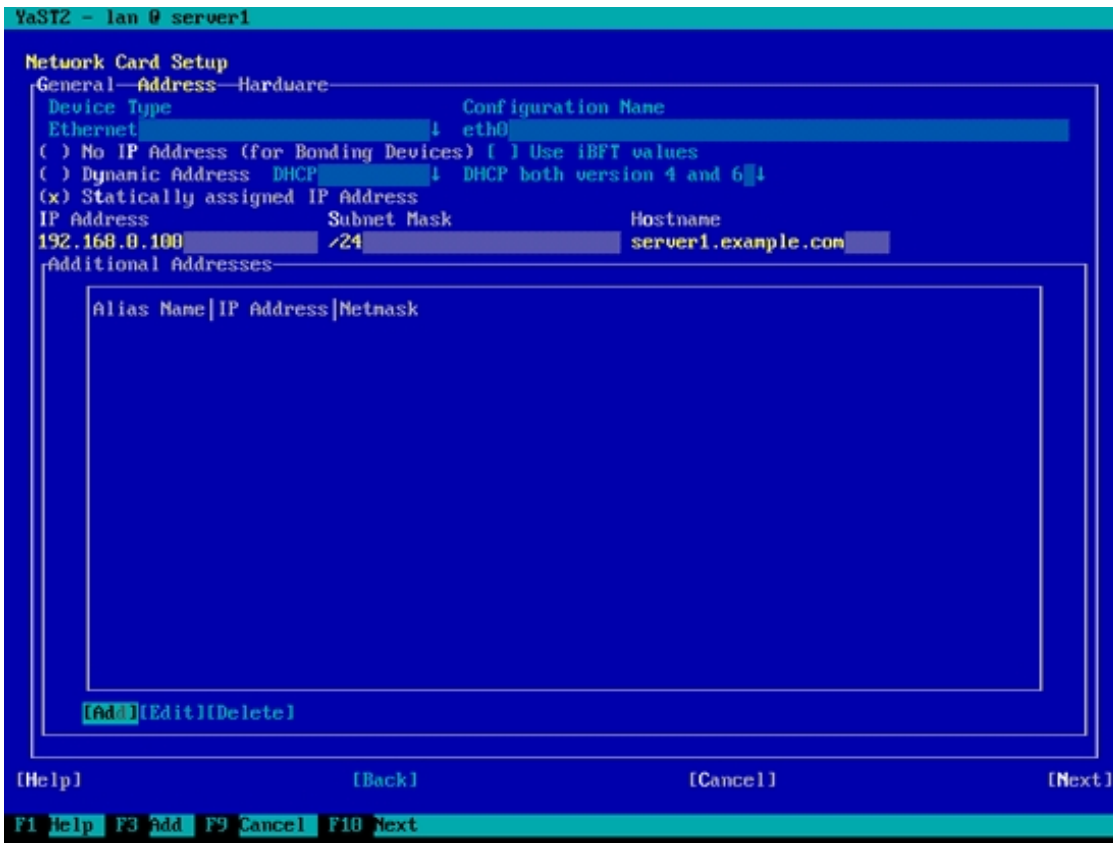 YaST2 - lan @ server1
Network Card Setup
General Address Hardware
Device Type Configuration Name
Ethernet ↓ eth0
( ) No IP Address (for Bonding Devices) [ ] Use iBFT values
( ) Dynamic Address DHCP ↓ DHCP both version 4 and 6 ↓
(x) Statically assigned IP Address
IP Address Subnet Mask Hostname
192.168.0.100 /24 server1.example.com
Additional Addresses
Alias Name|IP Address|Netmask
[Add][Edit][Delete]
[Help] [Back] [Cancel] [Next]
F1 Help F3 Add F9 Cancel F10 Next